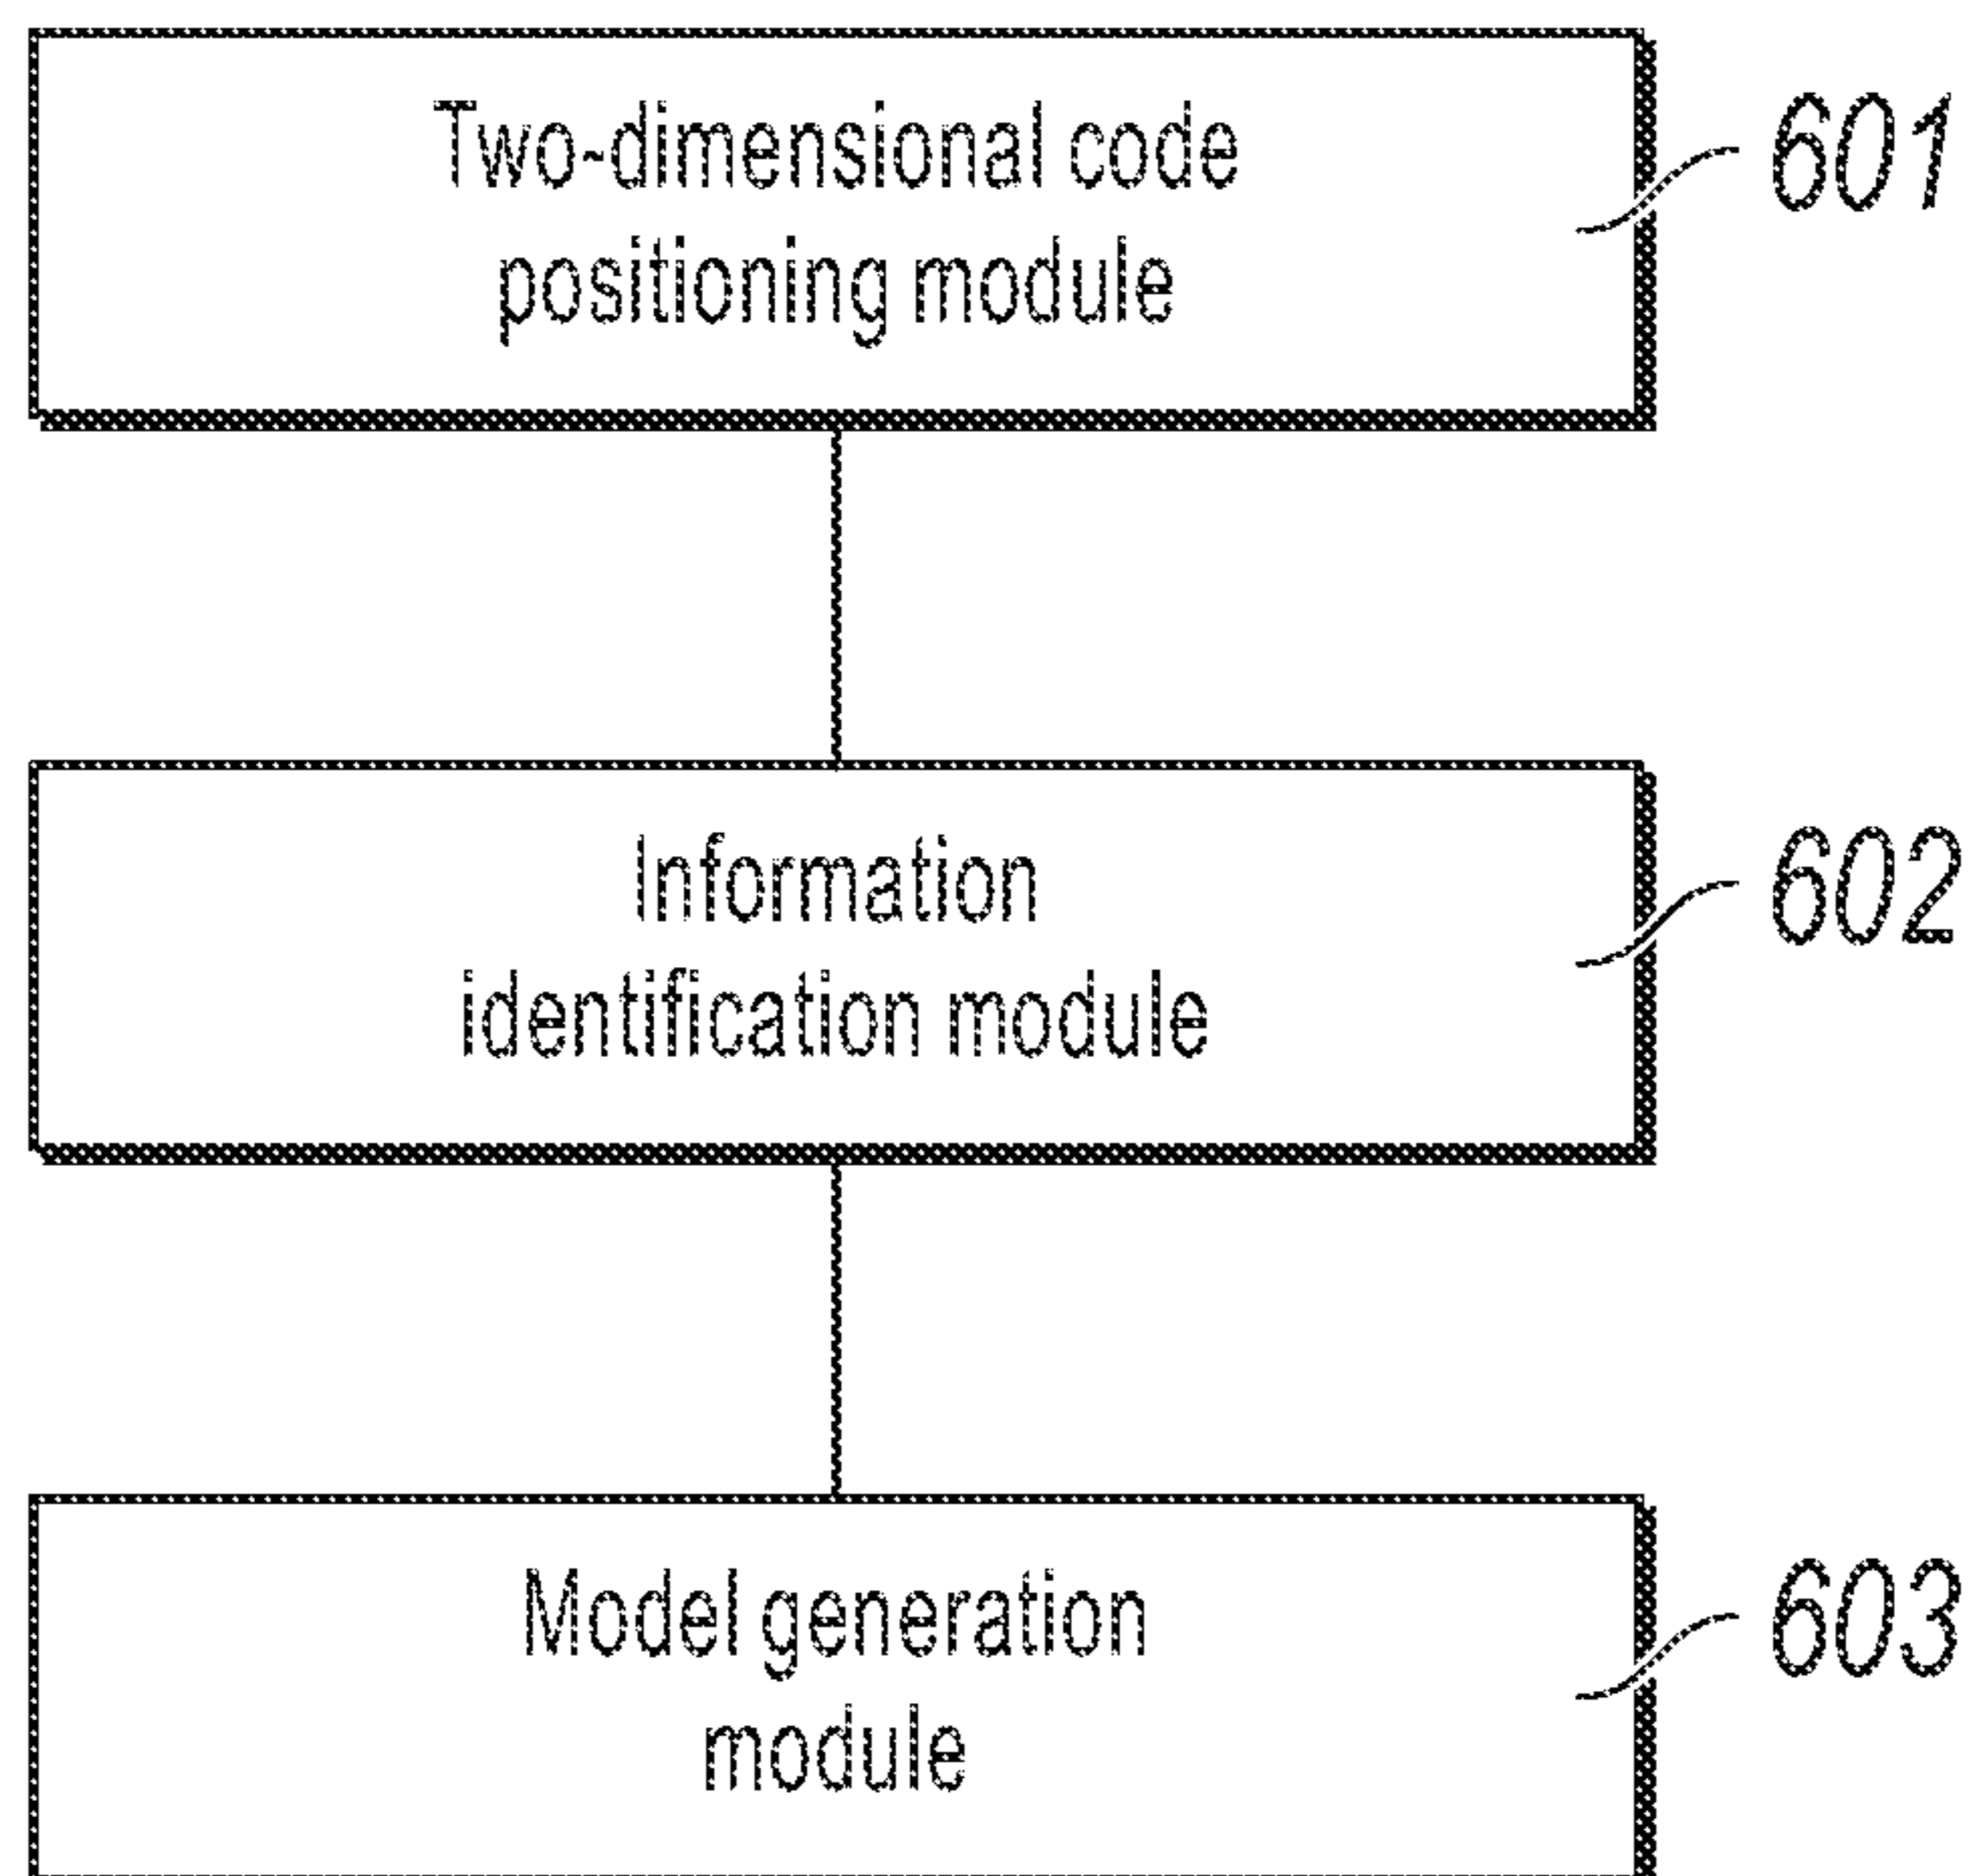 Two-dimensional code
positioning module
601
Information
identification module
602
Model generation
module
603